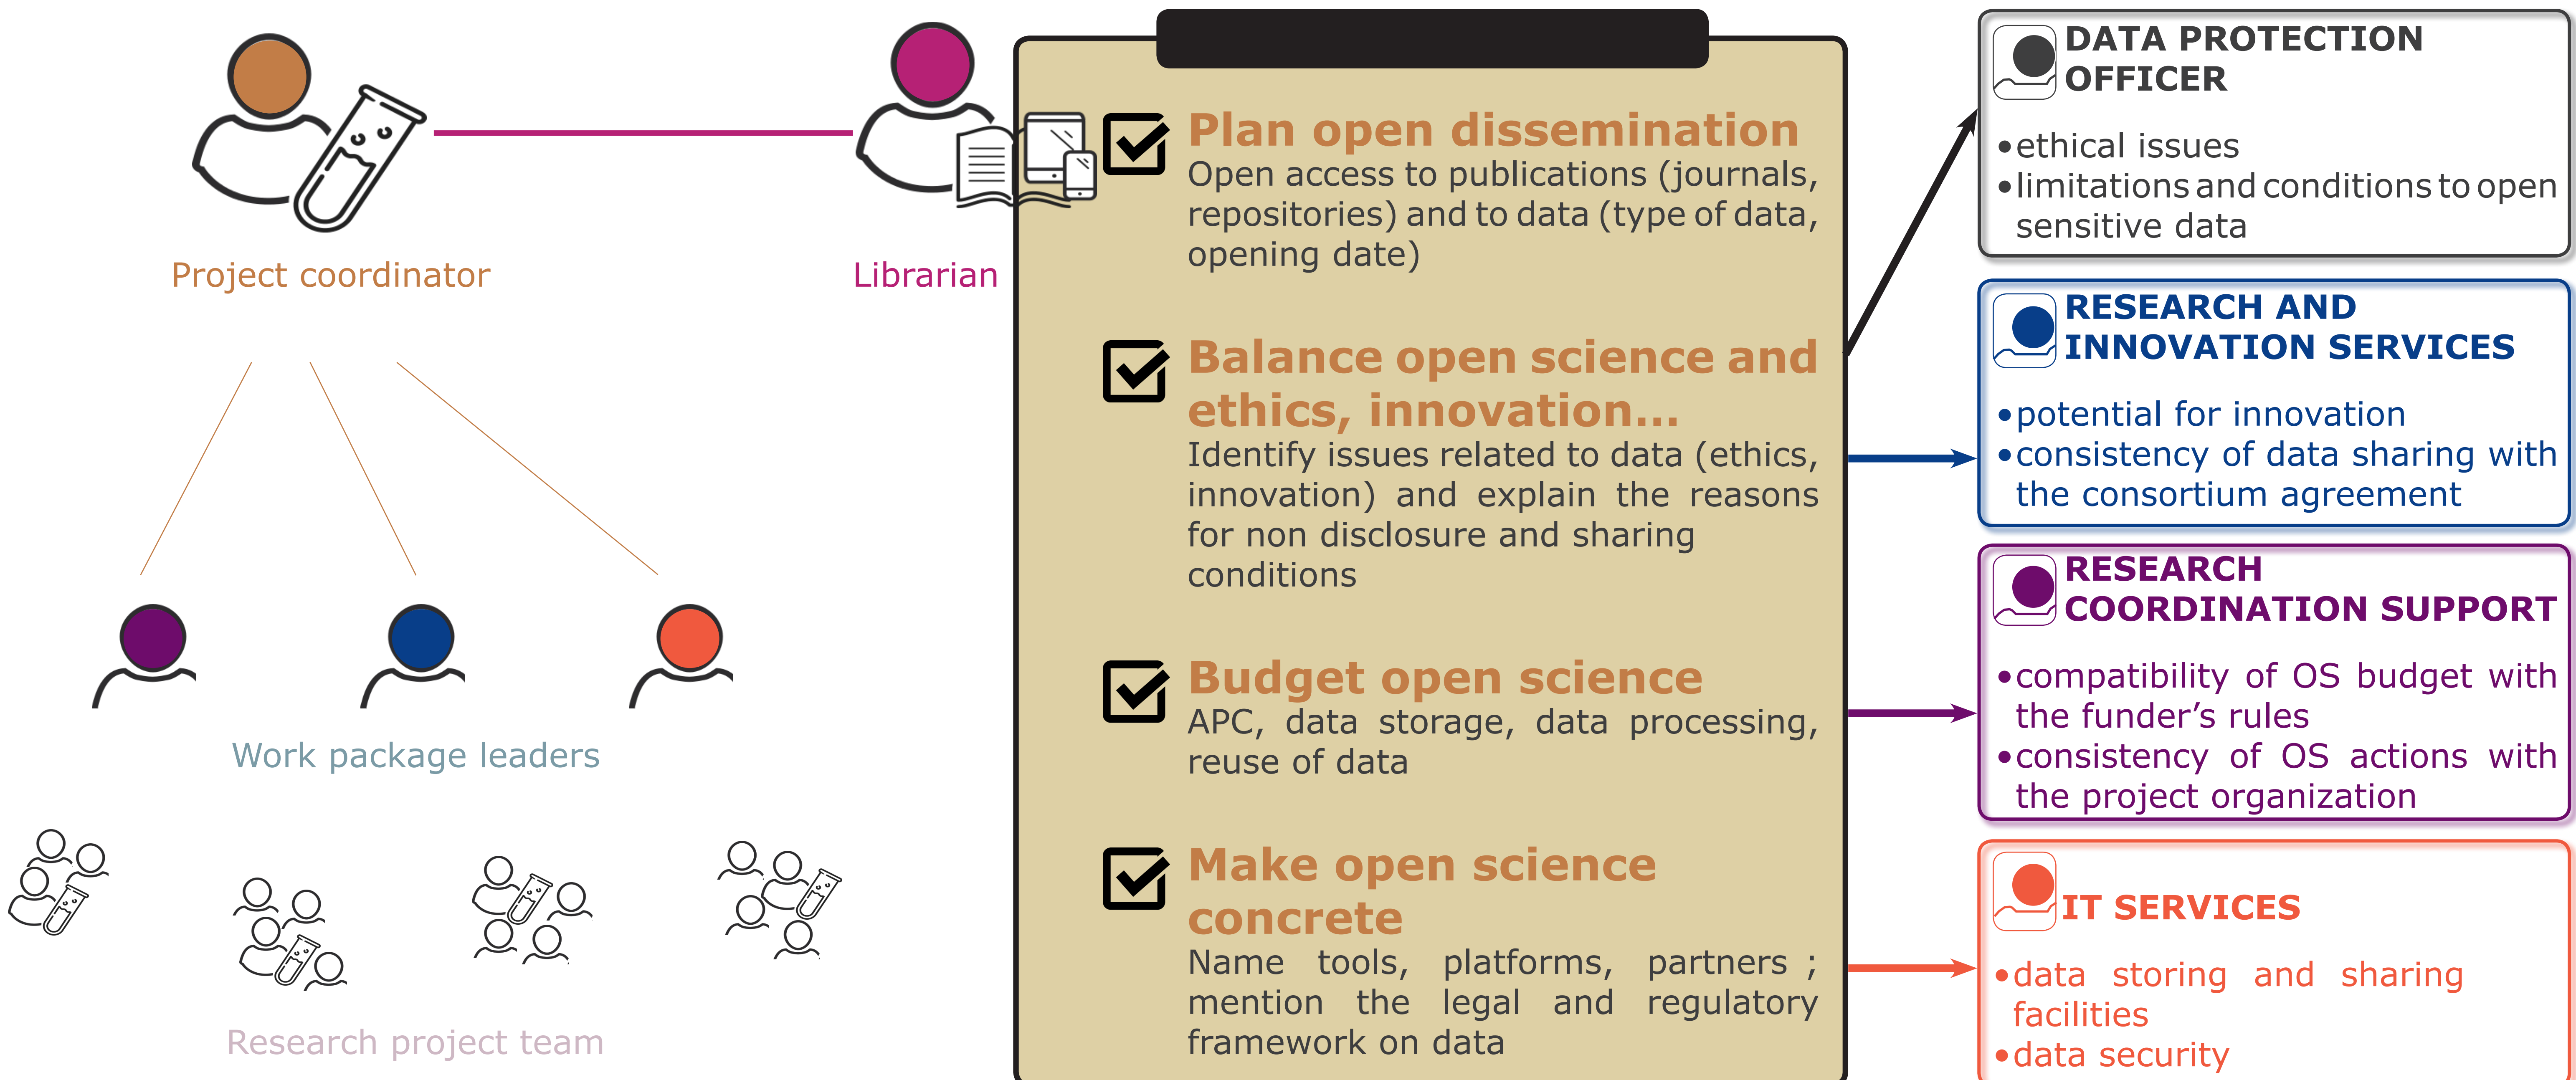 Project coordinator
Librarian
Work package leaders
Research project team
Plan open dissemination
Open access to publications (journals,
repositories) and to data (type of data,
opening date)
Balance open science and
ethics, innovation...
Identify issues related to data (ethics,
innovation) and explain the reasons
for non disclosure and sharing
conditions
Budget open science
APC, data storage, data processing,
reuse of data
Make open science
concrete
Name tools, platforms, partners ;
mention the legal and regulatory
framework on data
DATA PROTECTION
OFFICER
•ethical issues
•limitations and conditions to open
sensitive data
RESEARCH AND
INNOVATION SERVICES
•potential for innovation
•consistency of data sharing with
the consortium agreement
RESEARCH
COORDINATION SUPPORT
•compatibility of OS budget with
the funder’s rules
•consistency of OS actions with
the project organization
IT SERVICES
•data storing and sharing
facilities
•data security